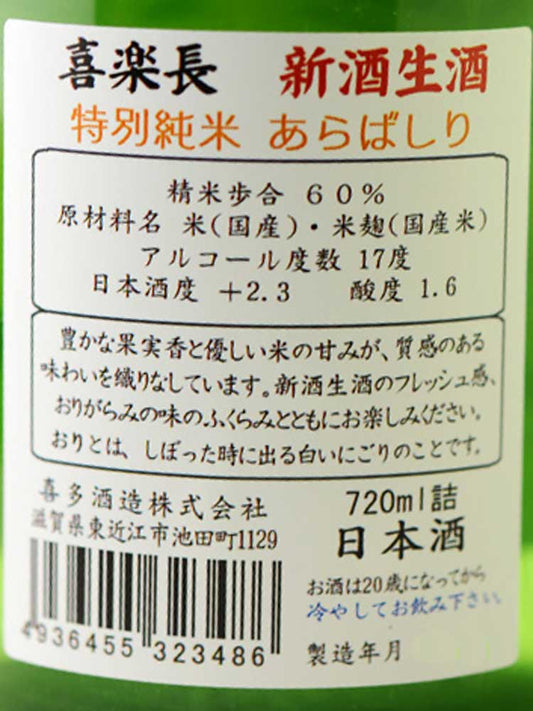 喜楽長 新酒生酒
特別純米 あらばしり
精米歩合 60%
原材料名 米(国産)・米麹(国産米)
アルコール度数 17度
日本酒度 +2.3 酸度 1.6
豊かな果実香と優しい米の甘みが、質感のある
味わいを織りなしています。新酒生酒のフレッシュ感、
おりがらみの味のふくらみとともにお楽しみください。
おりとは、しぼった時に出る白いにごりのことです。
喜多酒造株式会社
滋賀県東近江市池田町1129
4936455 323486
720ml詰
日本酒
お酒は20歳になってから
冷やしてお飲み下さい。
製造年月